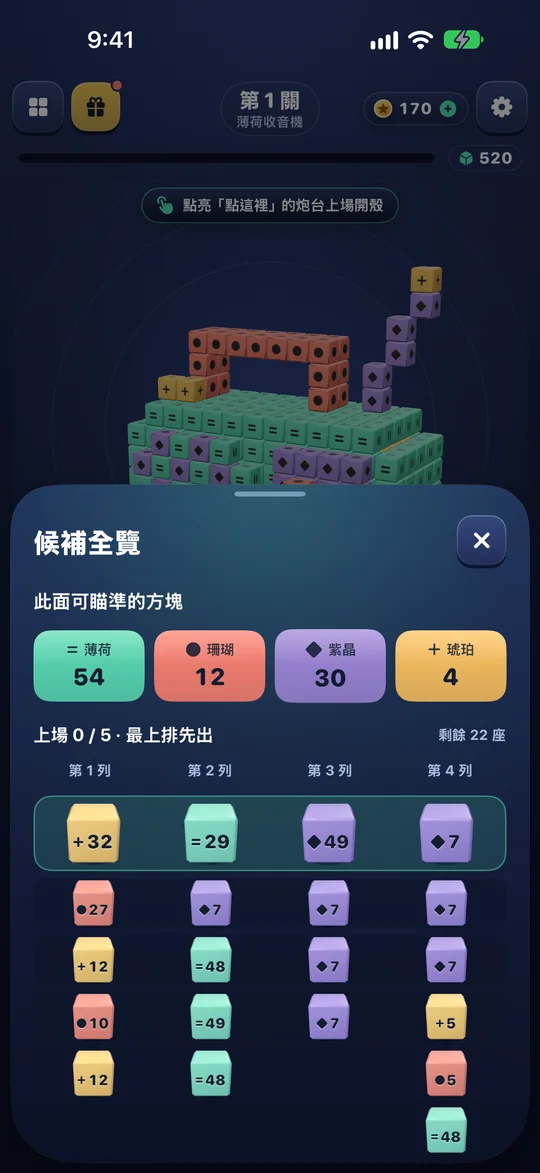 9:41
第 1 關
薄荷收音機
170
520
點亮「點這裡」的炮台上場開殼
候補全覽
此面可瞄準的方塊
= 薄荷
54
● 珊瑚
12
◆ 紫晶
30
+ 琥珀
4
上場 0 / 5 · 最上排先出
剩餘 22 座
第 1 列 第 2 列 第 3 列 第 4 列
+32 =29 ◆49 ◆7
●27 ◆7 ◆7 ◆7
+12 =48 ◆7 ◆7
●10 =49 ◆7 +5
+12 =48 ●5
=48